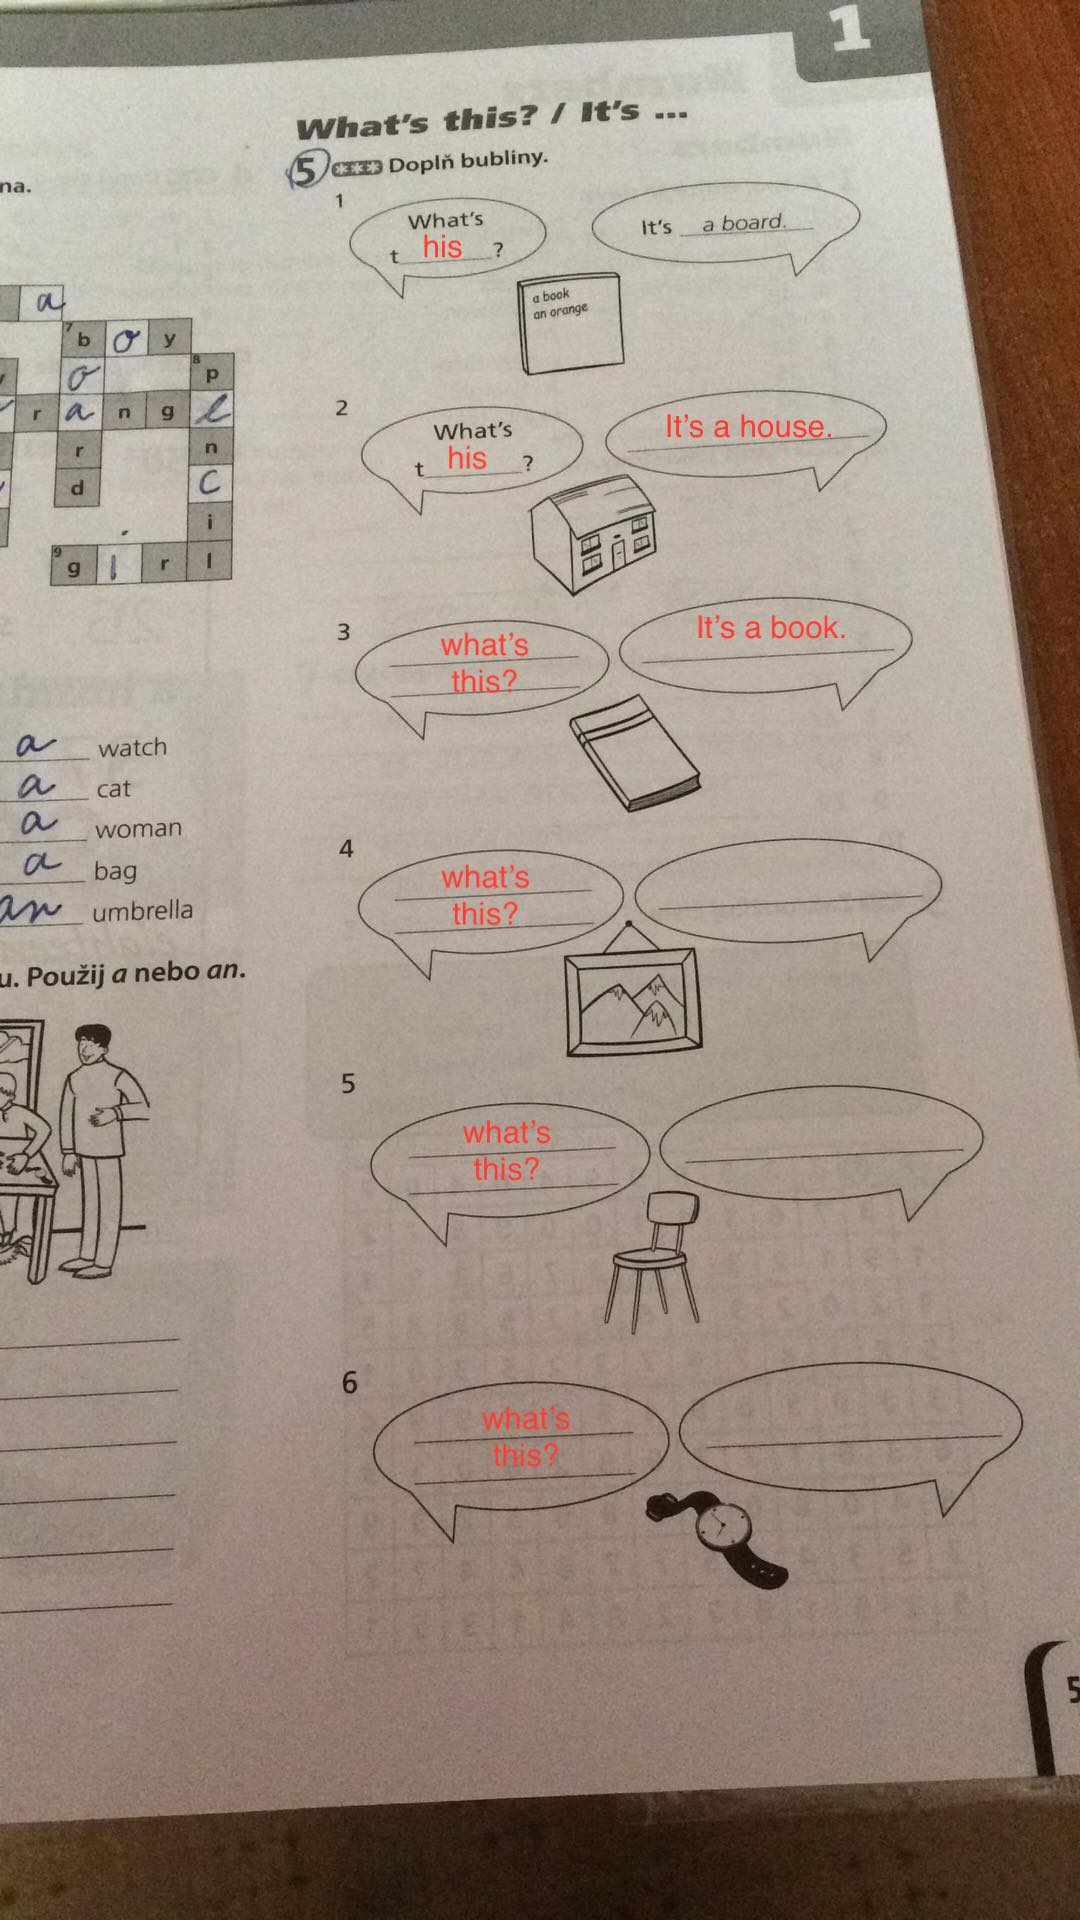 1
What's this? / It's ...
na.
5 **** Doplň bubliny.
1
What's
this?
It's a board.
a book
an orange
a
7 b o y
o
8 p
r a n g e
r
n
d
c
i
9 g i r l
2
What's
this?
It's a house.
3
what's
this?
It's a book.
a watch
a cat
a woman
a bag
an umbrella
4
what's
this?
u. Použij a nebo an.
5
what's
this?
6
what's
this?
5